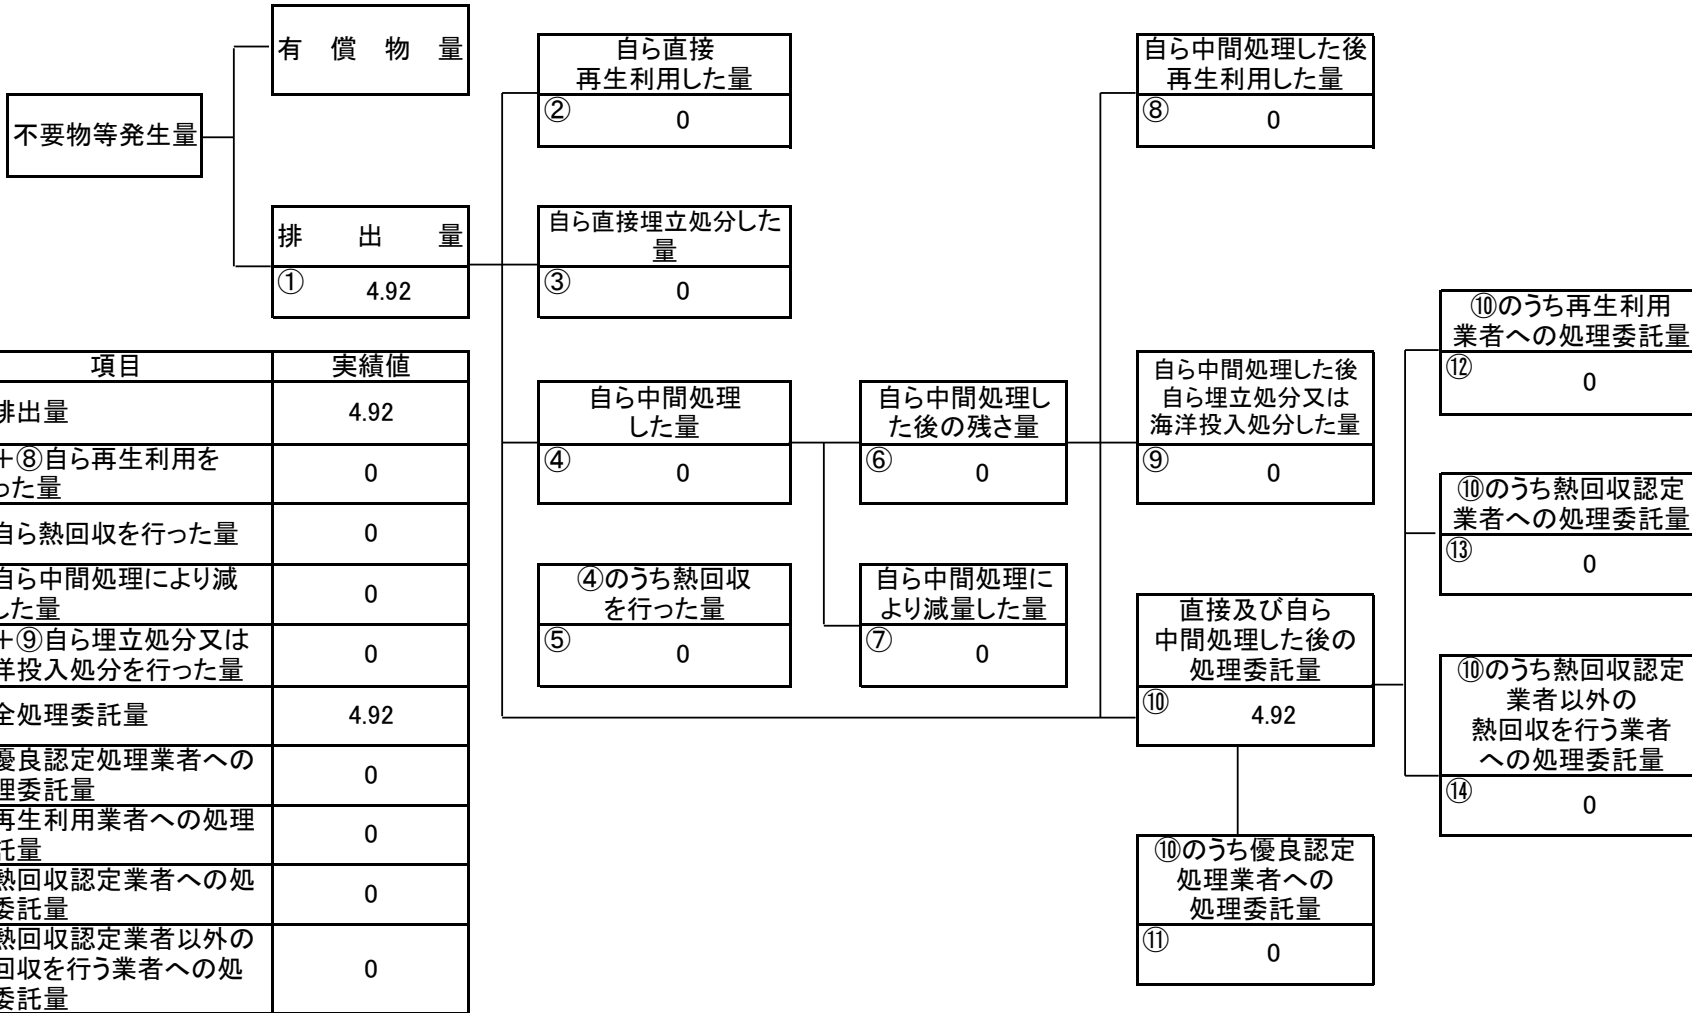 有償物量
不要物等発生量
排出量
① 4.92
自ら直接
再生利用した量
② 0
自ら直接埋立処分した
量
③ 0
自ら中間処理
した量
④ 0
④のうち熱回収
を行った量
⑤ 0
自ら中間処理し
た後の残さ量
⑥ 0
自ら中間処理に
より減量した量
⑦ 0
自ら中間処理した後
再生利用した量
⑧ 0
自ら中間処理した後
自ら埋立処分又は
海洋投入処分した量
⑨ 0
直接及び自ら
中間処理した後の
処理委託量
⑩ 4.92
⑩のうち優良認定
処理業者への
処理委託量
⑪ 0
⑩のうち再生利用
業者への処理委託量
⑫ 0
⑩のうち熱回収認定
業者への処理委託量
⑬ 0
⑩のうち熱回収認定
業者以外の
熱回収を行う業者
への処理委託量
⑭ 0
項目 実績値
排出量 4.92
+⑧自ら再生利用を
った量 0
自ら熱回収を行った量 0
自ら中間処理により減
した量 0
+⑨自ら埋立処分又は
洋投入処分を行った量 0
全処理委託量 4.92
優良認定処理業者への
理委託量 0
再生利用業者への処理
託量 0
熱回収認定業者への処
委託量 0
熱回収認定業者以外の
回収を行う業者への処
委託量 0